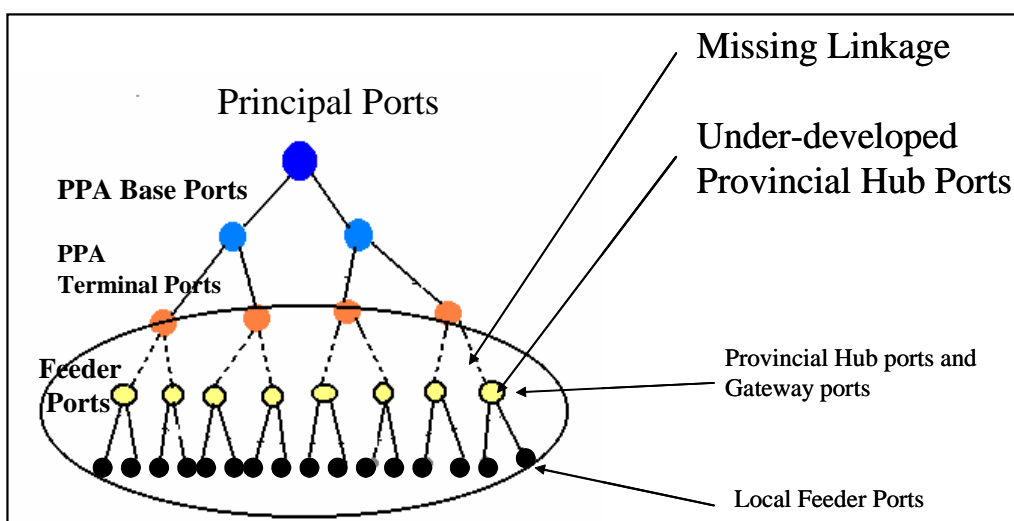 Missing Linkage
Principal Ports
Under-developed
Provincial Hub Ports
PPA Base Ports
PPA
Terminal Ports
Feeder
Ports
Provincial Hub ports and
Gateway ports
Local Feeder Ports